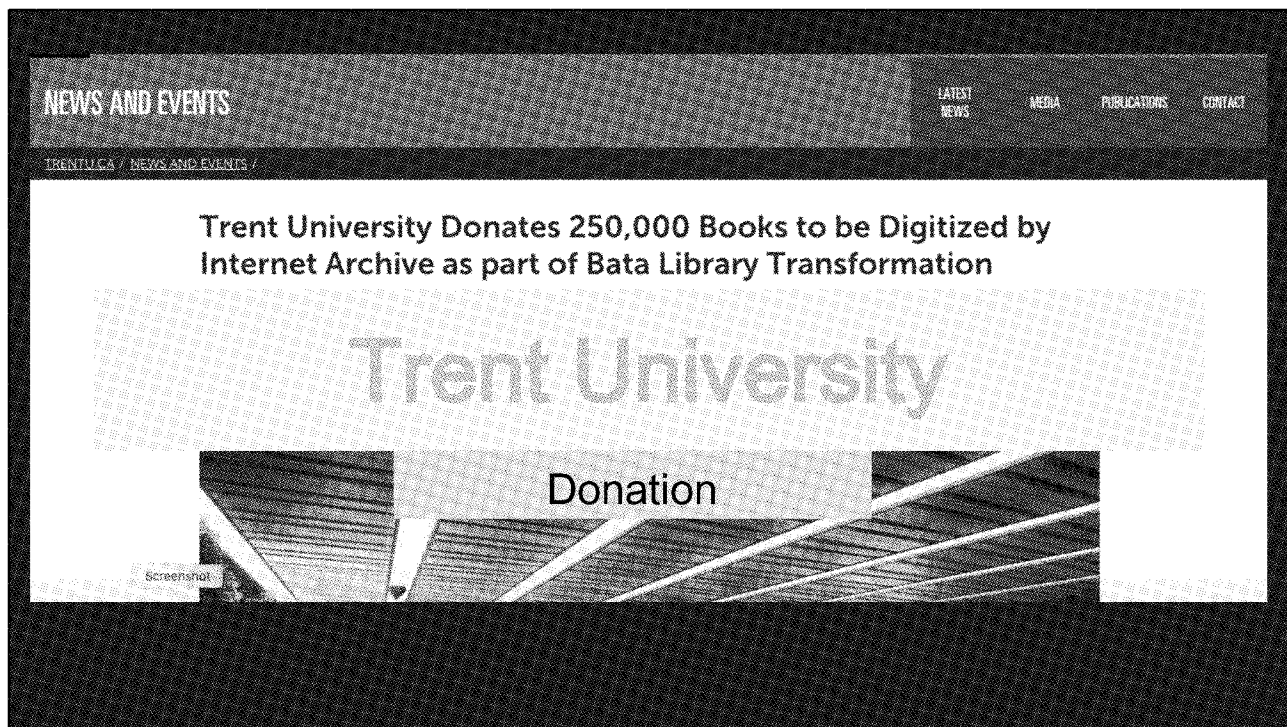 NEWS AND EVENTS
LATEST NEWS
MEDIA
PUBLICATIONS
CONTACT
TRENTU.CA / NEWS AND EVENTS /
Trent University Donates 250,000 Books to be Digitized by
Internet Archive as part of Bata Library Transformation
Trent University
Donation
Screenshot